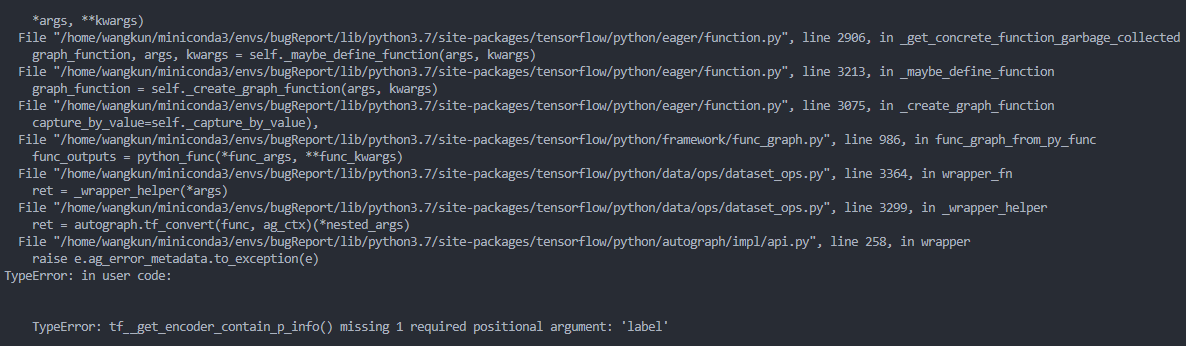 *args, **kwargs)
File "/home/wangkun/miniconda3/envs/bugReport/lib/python3.7/site-packages/tensorflow/python/eager/function.py", line 2906, in _get_concrete_function_garbage_collected
graph_function, args, kwargs = self._maybe_define_function(args, kwargs)
File "/home/wangkun/miniconda3/envs/bugReport/lib/python3.7/site-packages/tensorflow/python/eager/function.py", line 3213, in _maybe_define_function
graph_function = self._create_graph_function(args, kwargs)
File "/home/wangkun/miniconda3/envs/bugReport/lib/python3.7/site-packages/tensorflow/python/eager/function.py", line 3075, in _create_graph_function
capture_by_value=self._capture_by_value),
File "/home/wangkun/miniconda3/envs/bugReport/lib/python3.7/site-packages/tensorflow/python/framework/func_graph.py", line 986, in func_graph_from_py_func
func_outputs = python_func(*func_args, **func_kwargs)
File "/home/wangkun/miniconda3/envs/bugReport/lib/python3.7/site-packages/tensorflow/python/data/ops/dataset_ops.py", line 3364, in wrapper_fn
ret = _wrapper_helper(*args)
File "/home/wangkun/miniconda3/envs/bugReport/lib/python3.7/site-packages/tensorflow/python/data/ops/dataset_ops.py", line 3299, in _wrapper_helper
ret = autograph.tf_convert(func, ag_ctx)(*nested_args)
File "/home/wangkun/miniconda3/envs/bugReport/lib/python3.7/site-packages/tensorflow/python/autograph/impl/api.py", line 258, in wrapper
raise e.ag_error_metadata.to_exception(e)
TypeError: in user code:
TypeError: tf__get_encoder_contain_p_info() missing 1 required positional argument: 'label'